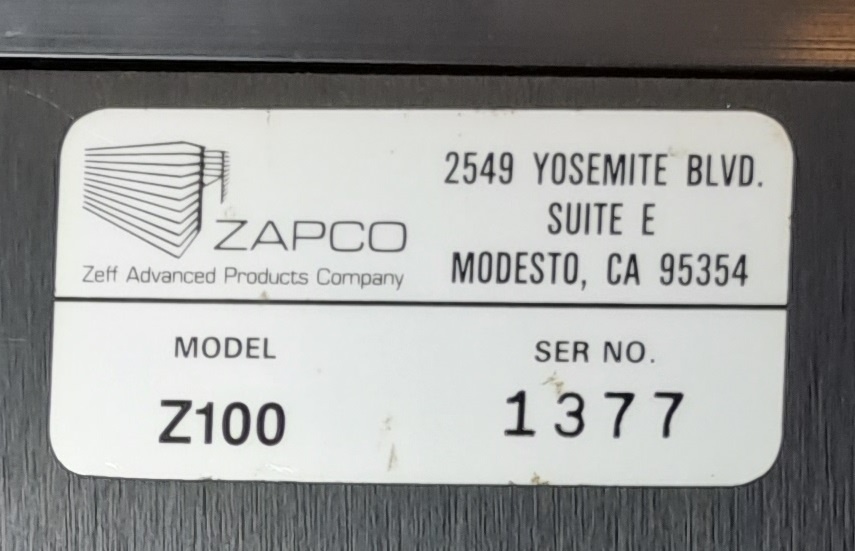 ZAPCO
Zeff Advanced Products Company
2549 YOSEMITE BLVD.
SUITE E
MODESTO, CA 95354
MODEL
Z100
SER NO.
1377